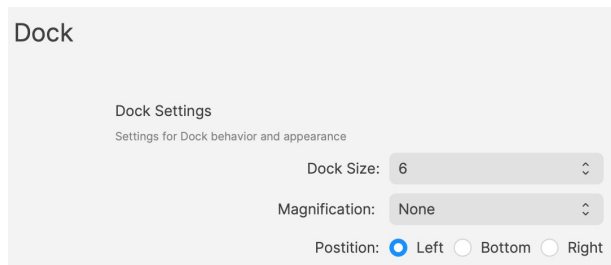 Dock
Dock Settings
Settings for Dock behavior and appearance
Dock Size: 6
Magnification: None
Postition: Left Bottom Right